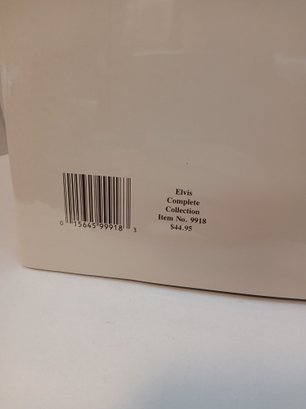 Elvis
Complete
Collection
Item No. 9918
$44.95
0 15645 99918 3